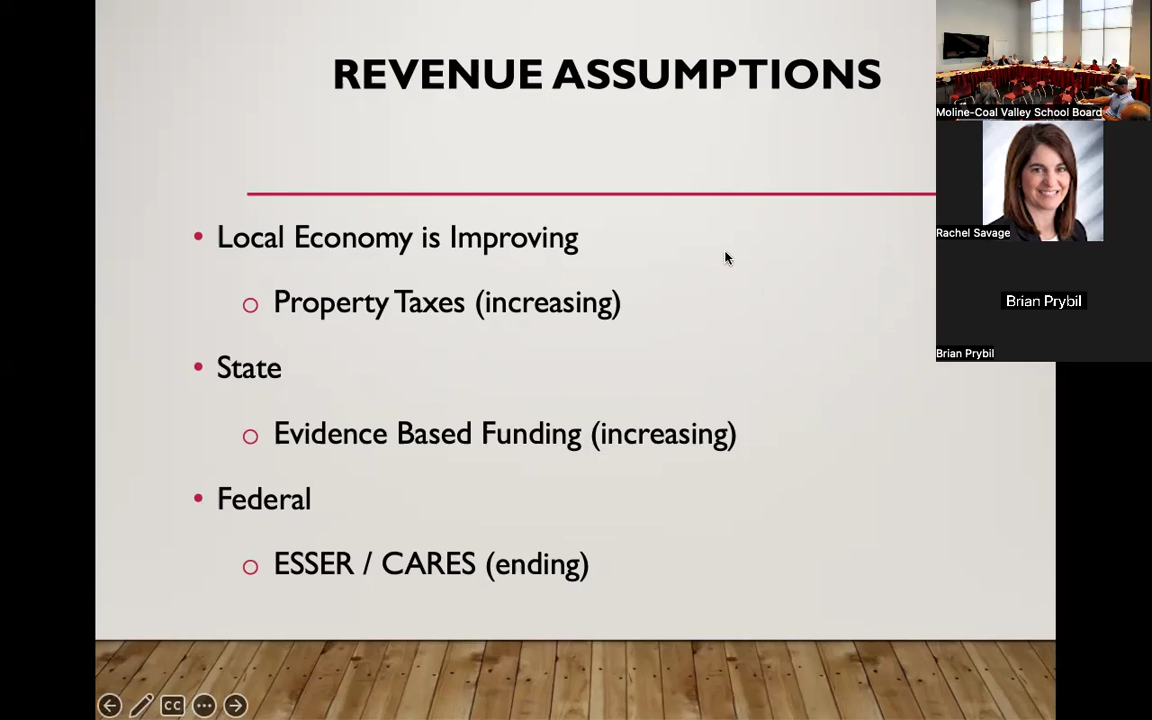 REVENUE ASSUMPTIONS
Local Economy is Improving
Property Taxes (increasing)
State
Evidence Based Funding (increasing)
Federal
ESSER / CARES (ending)
Moline-Coal Valley School Board
Rachel Savage
Brian Prybil
Brian Prybil
CC